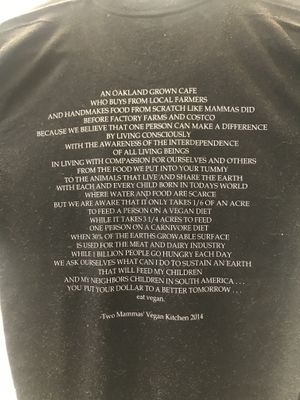 AN OAKLAND GROWN CAFE
WHO BUYS FROM LOCAL FARMERS
AND HANDMAKES FOOD FROM SCRATCH LIKE MAMMAS DID
BEFORE FACTORY FARMS AND COSTCO
BECAUSE WE BELIEVE THAT ONE PERSON CAN MAKE A DIFFERENCE
BY LIVING CONSCIOUSLY
WITH THE AWARENESS OF THE INTERDEPENDENCE
OF ALL LIVING BEINGS
IN LIVING WITH COMPASSION FOR OURSELVES AND OTHERS
FROM THE FOOD WE PUT INTO YOUR TUMMY
TO THE ANIMALS THAT LIVE AND SHARE THE EARTH
WITH EACH AND EVERY CHILD BORN IN TODAYS WORLD
WHERE WATER AND FOOD ARE SCARCE
BUT WE ARE AWARE THAT IT ONLY TAKES 1/6 OF AN ACRE
TO FEED A PERSON ON A VEGAN DIET
WHILE IT TAKES 3 1/4 ACRES TO FEED
ONE PERSON ON A CARNIVORE DIET
WHEN 30% OF THE EARTHS GROWABLE SURFACE
IS USED FOR THE MEAT AND DAIRY INDUSTRY
WHILE 1 BILLION PEOPLE GO HUNGRY EACH DAY
WE ASK OURSELVES WHAT CAN I DO TO SUSTAIN AN EARTH
THAT WILL FEED MY CHILDREN
AND MY NEIGHBORS CHILDREN IN SOUTH AMERICA . . .
YOU PUT YOUR DOLLAR TO A BETTER TOMORROW . . .
eat vegan.
-Two Mammas' Vegan Kitchen 2014